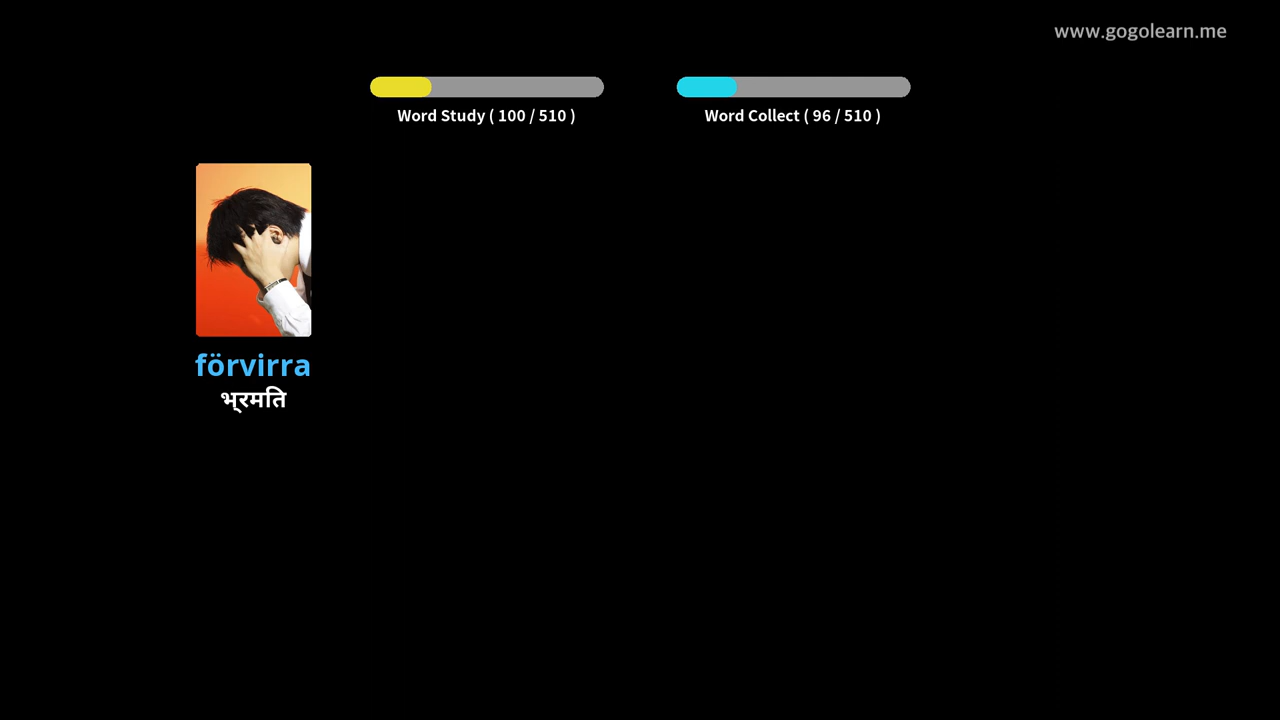 www.gogolearn.me
Word Study ( 100 / 510 )
Word Collect ( 96 / 510 )
förvirra
भ्रमति